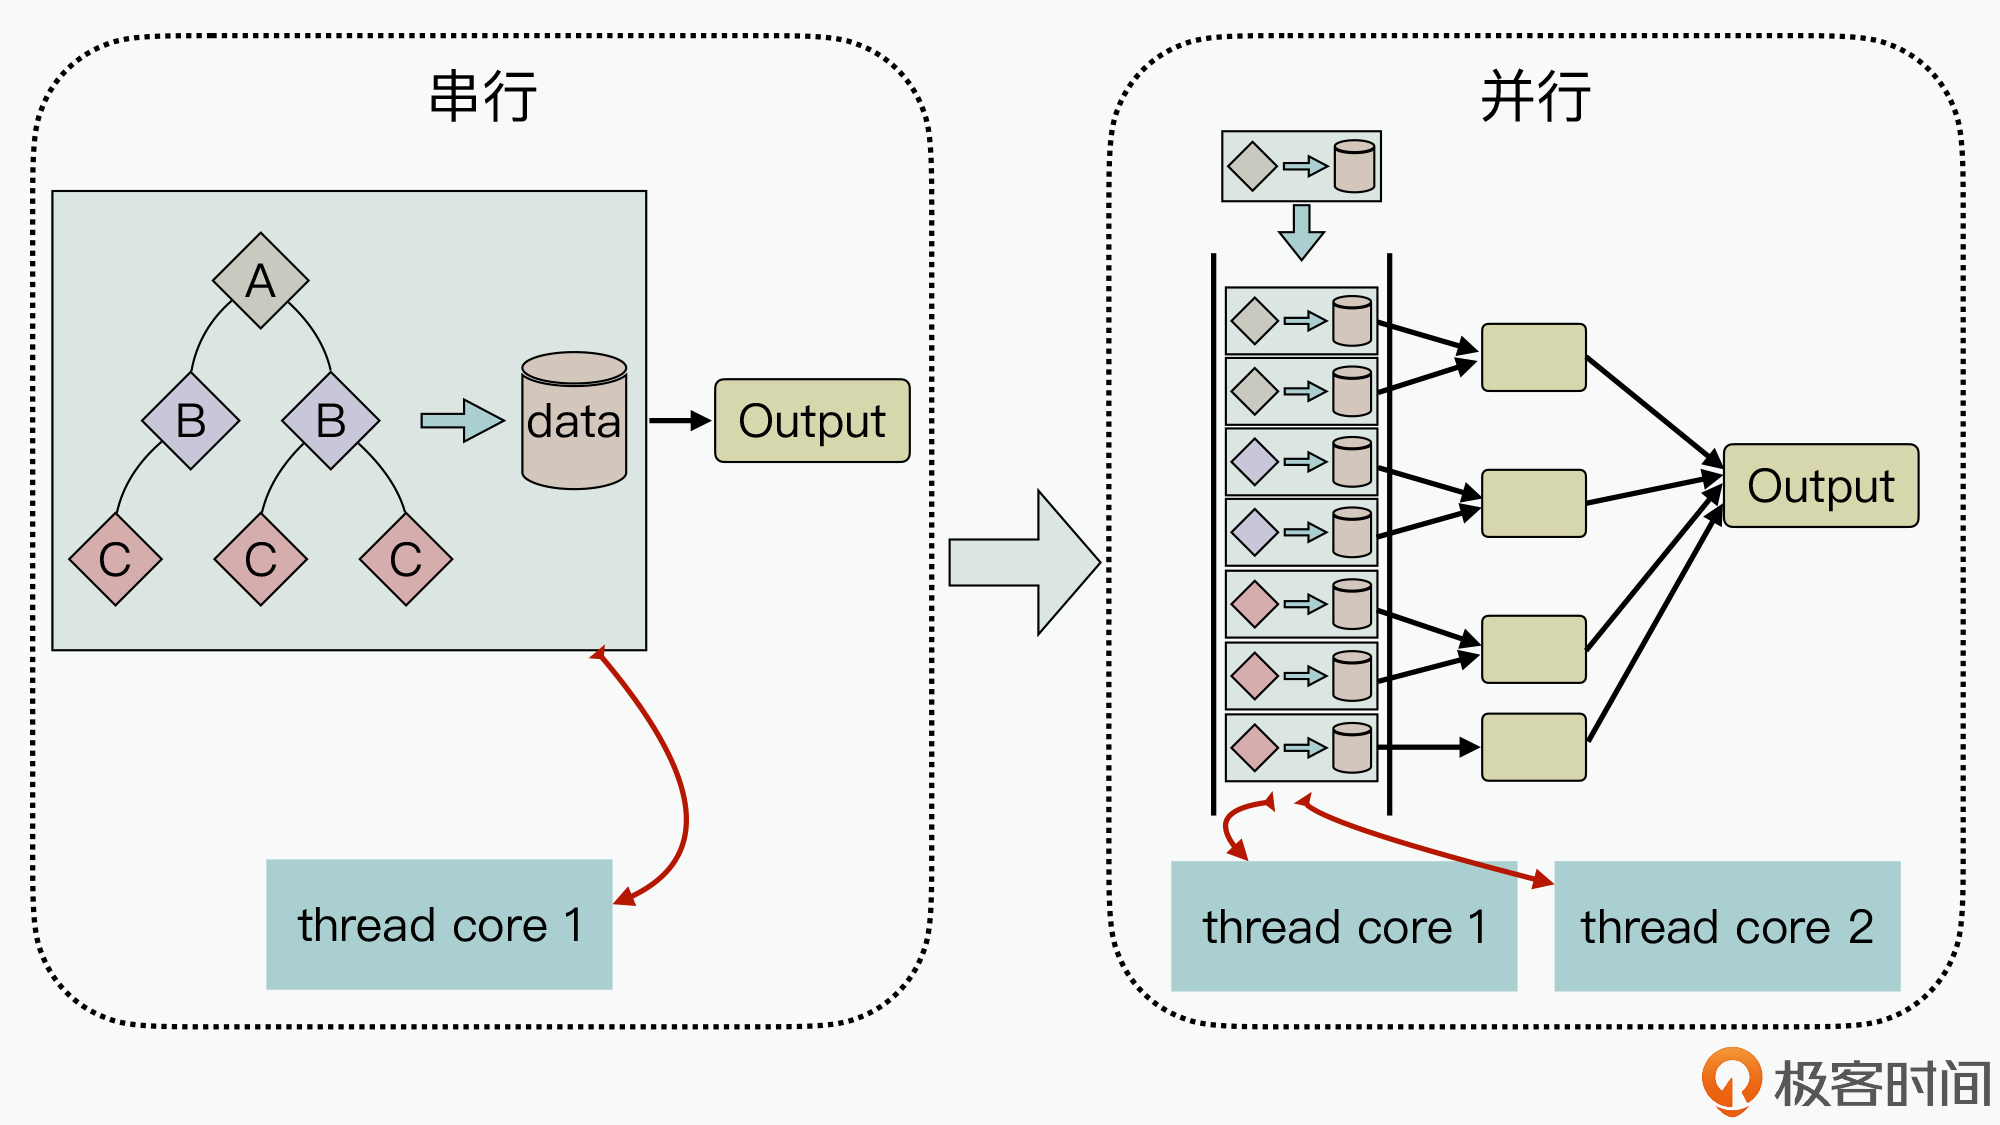 串行
A
B
B
data
Output
C
C
C
thread core 1
并行
Output
thread core 1
thread core 2
极客时间